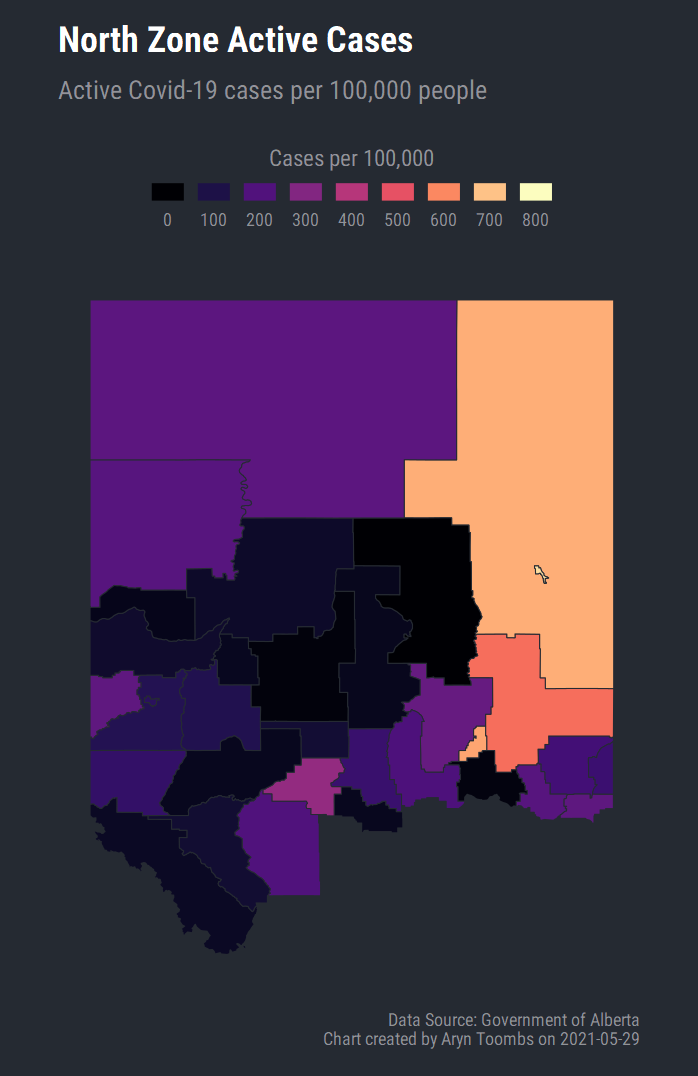 North Zone Active Cases
Active Covid-19 cases per 100,000 people
Cases per 100,000
0 100 200 300 400 500 600 700 800
Data Source: Government of Alberta
Chart created by Aryn Toombs on 2021-05-29